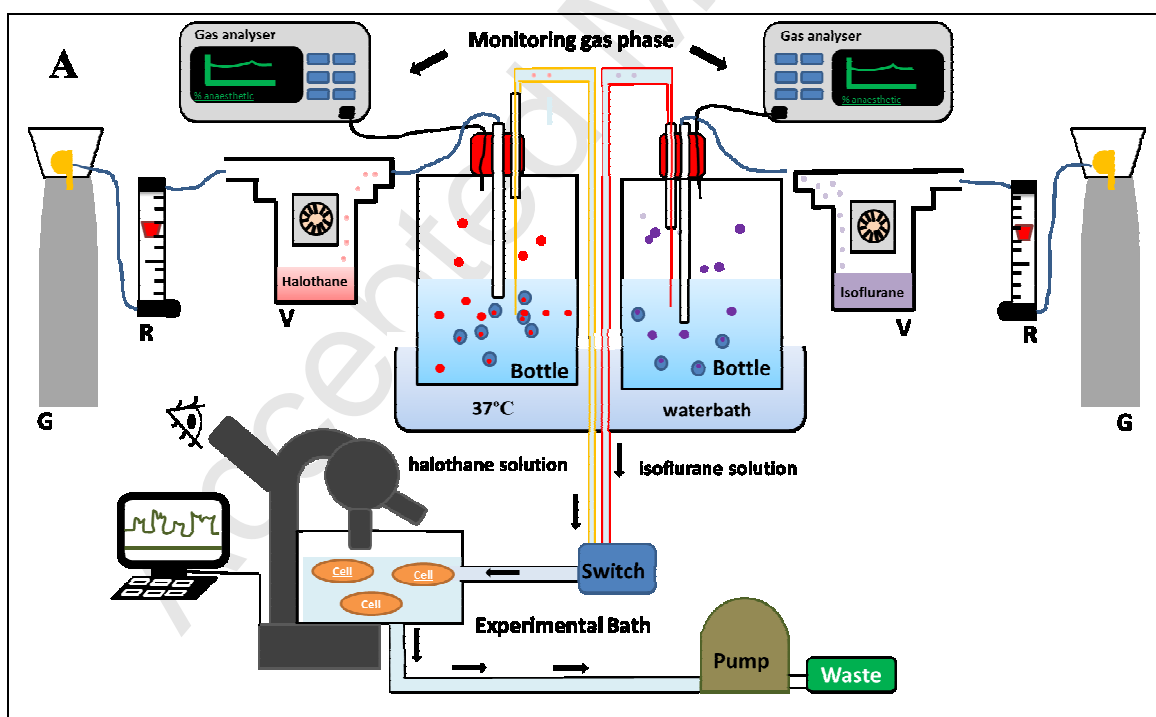 A
Gas analyser
% anaesthetic
Monitoring gas phase
Gas analyser
% anaesthetic
Halothane
Isoflurane
V
V
R
R
G
G
Bottle
Bottle
37°C
waterbath
halothane solution
isoflurane solution
Switch
Cell
Cell
Cell
Experimental Bath
Pump
Waste
Accepted M